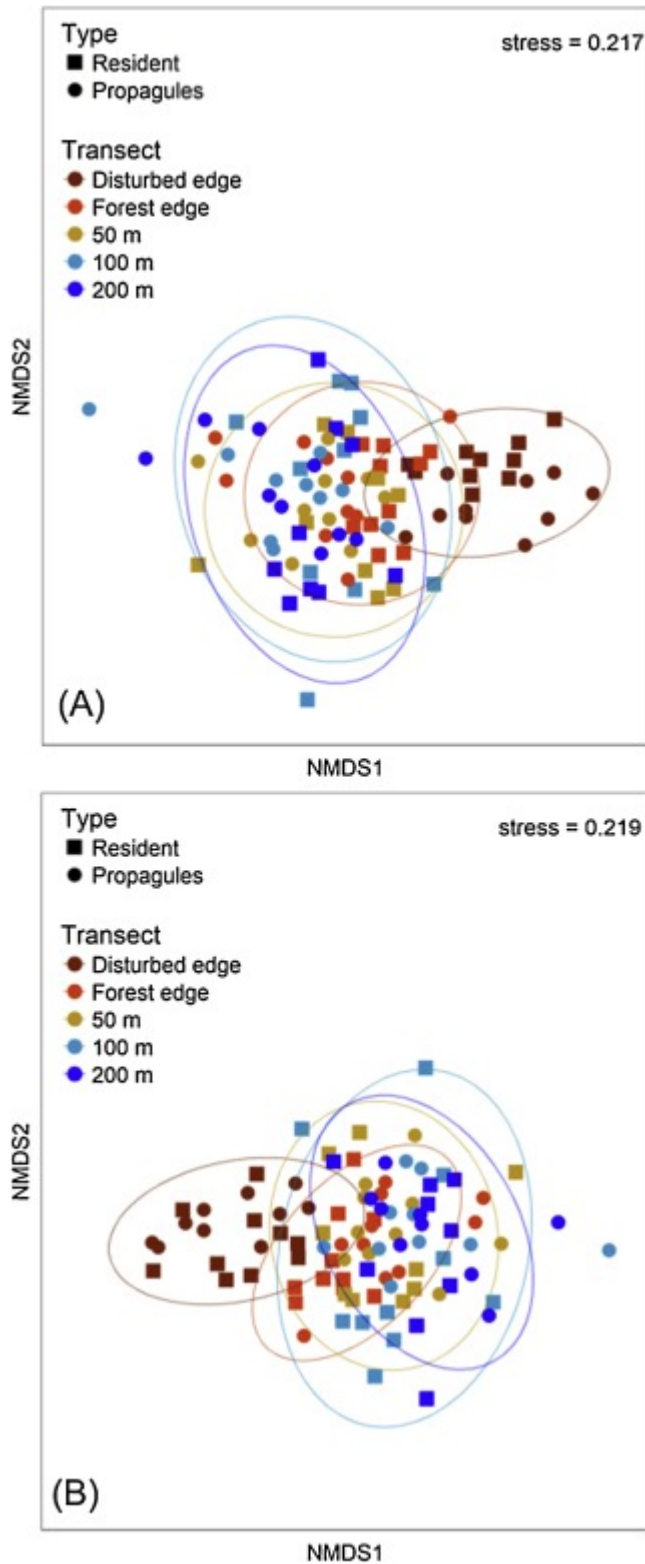 Type
Resident
Propagules
stress = 0.217
Transect
Disturbed edge
Forest edge
50 m
100 m
200 m
NMDS2
(A)
NMDS1
Type
Resident
Propagules
stress = 0.219
Transect
Disturbed edge
Forest edge
50 m
100 m
200 m
NMDS2
(B)
NMDS1